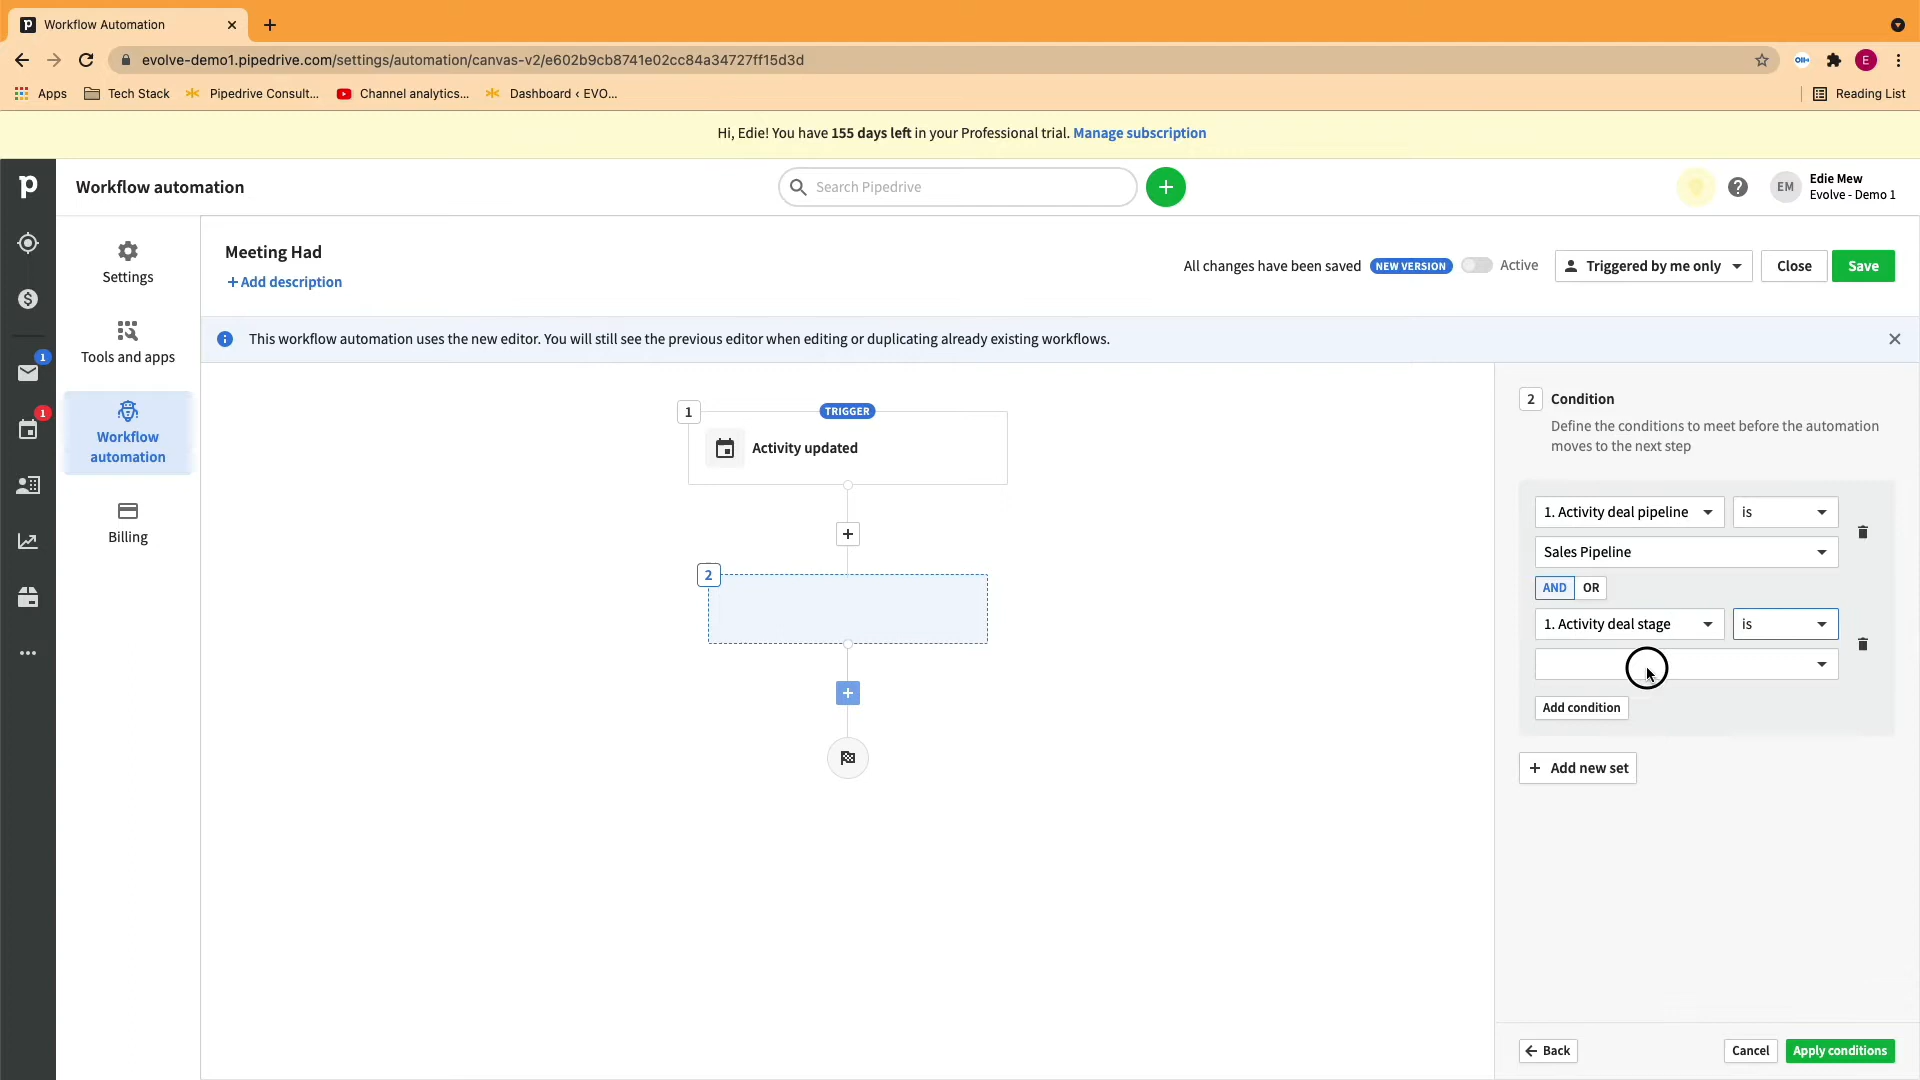 Workflow Automation
evolve-demo1.pipedrive.com/settings/automation/canvas-v2/e602b9cb8741e02cc84a34727ff15d3d
E
Apps
Tech Stack
Pipedrive Consult...
Channel analytics...
Dashboard ‹ EVO...
Reading List
Hi, Edie! You have 155 days left in your Professional trial. Manage subscription
Workflow automation
Search Pipedrive
EM
Edie Mew
Evolve - Demo 1
Settings
Tools and apps
Workflow
automation
Billing
1
1
Meeting Had
+ Add description
All changes have been saved
NEW VERSION
Active
Triggered by me only
Close
Save
This workflow automation uses the new editor. You will still see the previous editor when editing or duplicating already existing workflows.
1
TRIGGER
Activity updated
2
2
Condition
Define the conditions to meet before the automation
moves to the next step
1. Activity deal pipeline
is
Sales Pipeline
AND
OR
1. Activity deal stage
is
Add condition
+ Add new set
Back
Cancel
Apply conditions